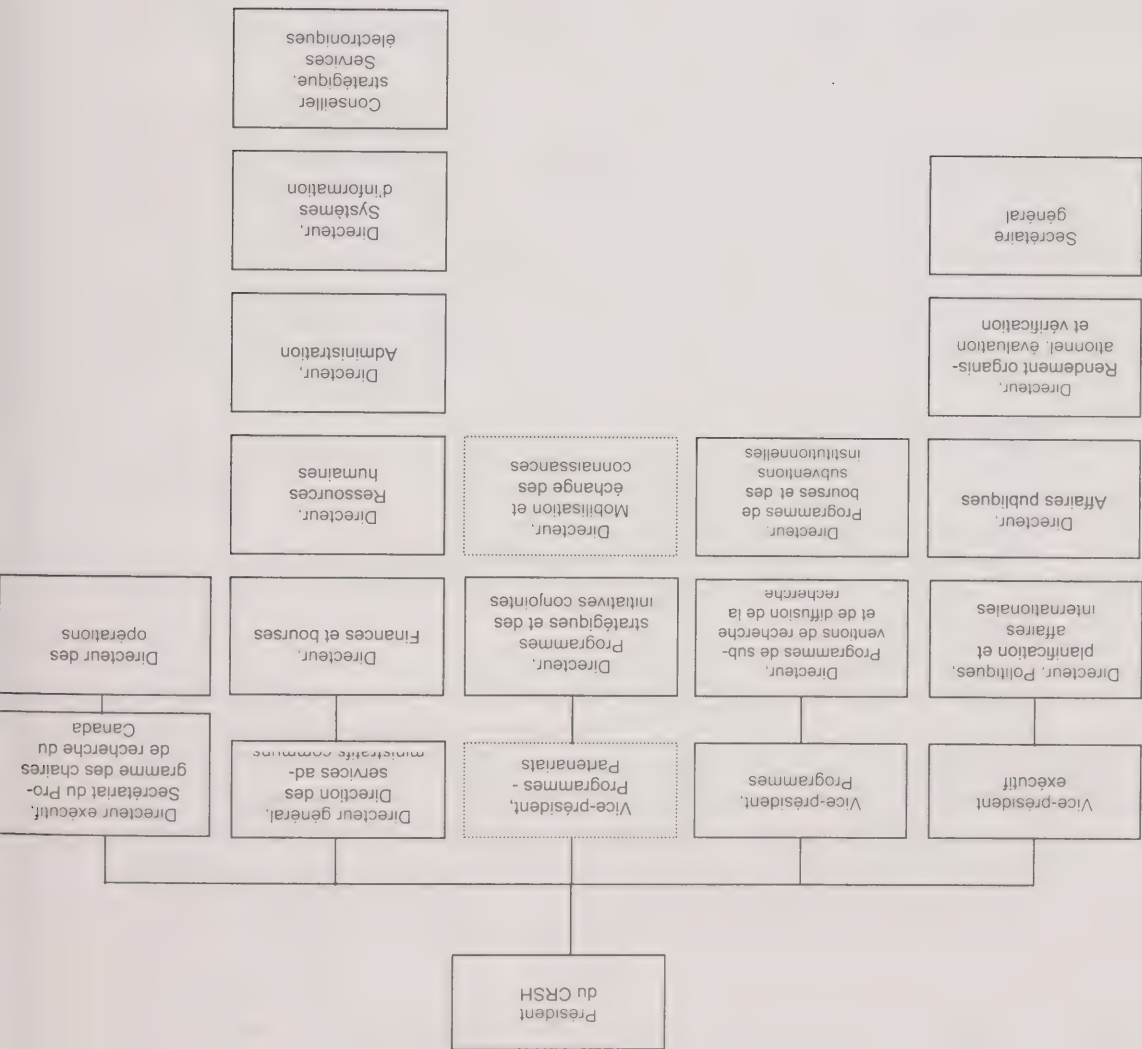 Président
du CRSH
Vice-président
exécutif
Vice-président,
Programmes
Vice-président,
Programmes -
Partenariats
Directeur général,
Direction des
services ad-
ministratifs communs
Directeur exécutif,
Secrétariat du Pro-
gramme des chaires
de recherche du
Canada
Directeur, Politiques,
planification et
affaires
internationales
Directeur,
Programmes de sub-
ventions de recherche
et de diffusion de la
recherche
Directeur,
Programmes
stratégiques et des
initiatives conjointes
Directeur,
Finances et bourses
Directeur des
opérations
Directeur,
Affaires publiques
Directeur,
Programmes de
bourses et des
subventions
institutionnelles
Directeur,
Mobilisation et
échange des
connaissances
Directeur,
Ressources
humaines
Directeur,
Rendement organis-
ationnel, évaluation
et vérification
Directeur,
Administration
Secrétaire
général
Directeur,
Systèmes
d'information
Conseiller
stratégique,
Services
électroniques